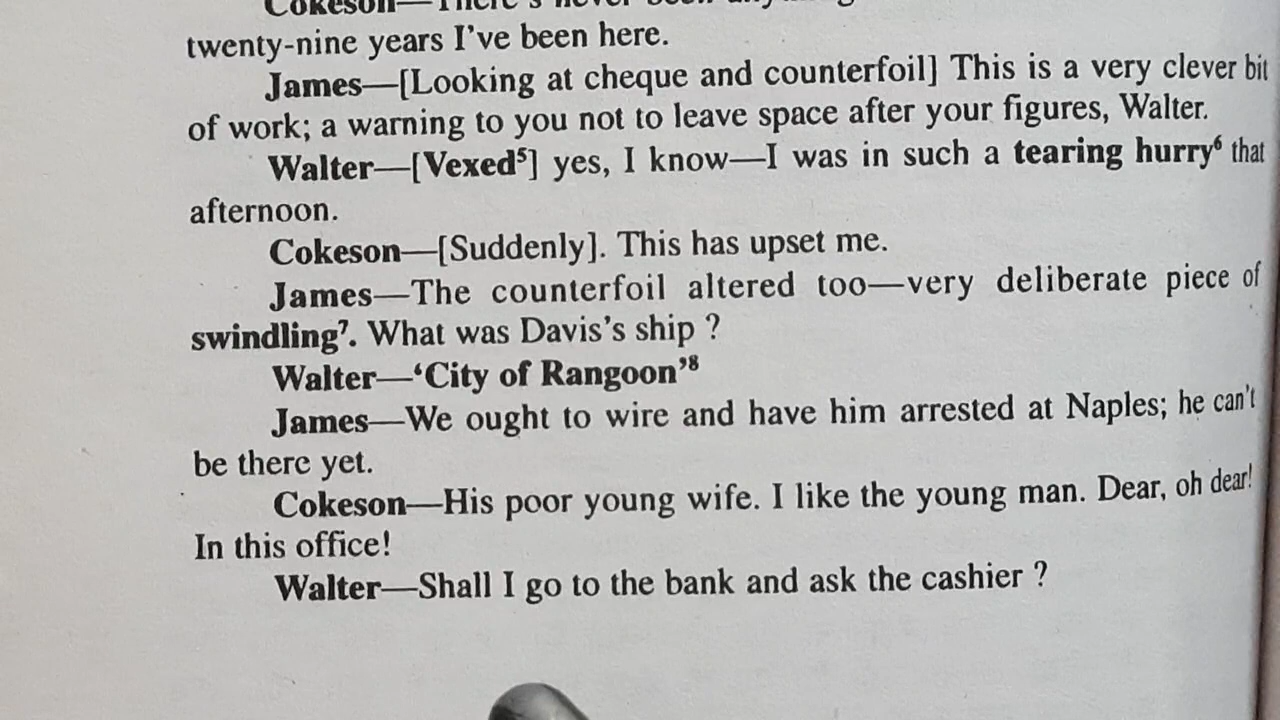 Cokeson—There's never been
twenty-nine years I've been here.
James—[Looking at cheque and counterfoil] This is a very clever bit
of work; a warning to you not to leave space after your figures, Walter.
Walter—[Vexed⁵] yes, I know—I was in such a tearing hurry⁶ that
afternoon.
Cokeson—[Suddenly]. This has upset me.
James—The counterfoil altered too—very deliberate piece of
swindling⁷. What was Davis's ship ?
Walter—‘City of Rangoon’⁸
James—We ought to wire and have him arrested at Naples; he can't
be there yet.
Cokeson—His poor young wife. I like the young man. Dear, oh dear!
In this office!
Walter—Shall I go to the bank and ask the cashier ?